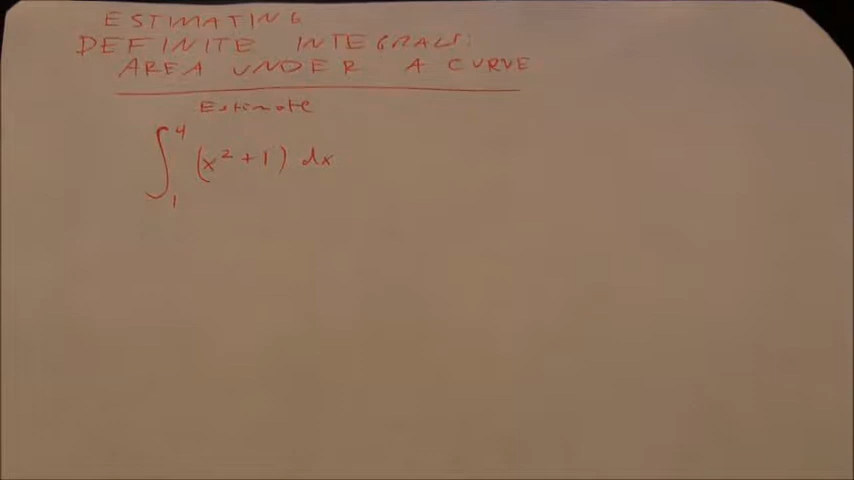 ESTIMATING
DEFINITE INTEGRALS:
AREA UNDER A CURVE
Estimate
∫₁⁴ (x² + 1) dx